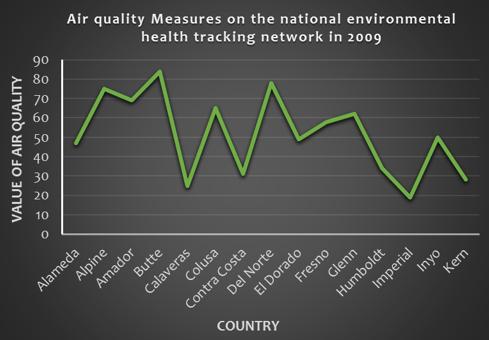 Air quality Measures on the national environmental
health tracking network in 2009
VALUE OF AIR QUALITY
90
80
70
60
50
40
30
20
10
0
Alameda
Alpine
Amador
Butte
Calaveras
Colusa
Contra Costa
Del Norte
El Dorado
Fresno
Glenn
Humboldt
Imperial
Inyo
Kern
COUNTRY